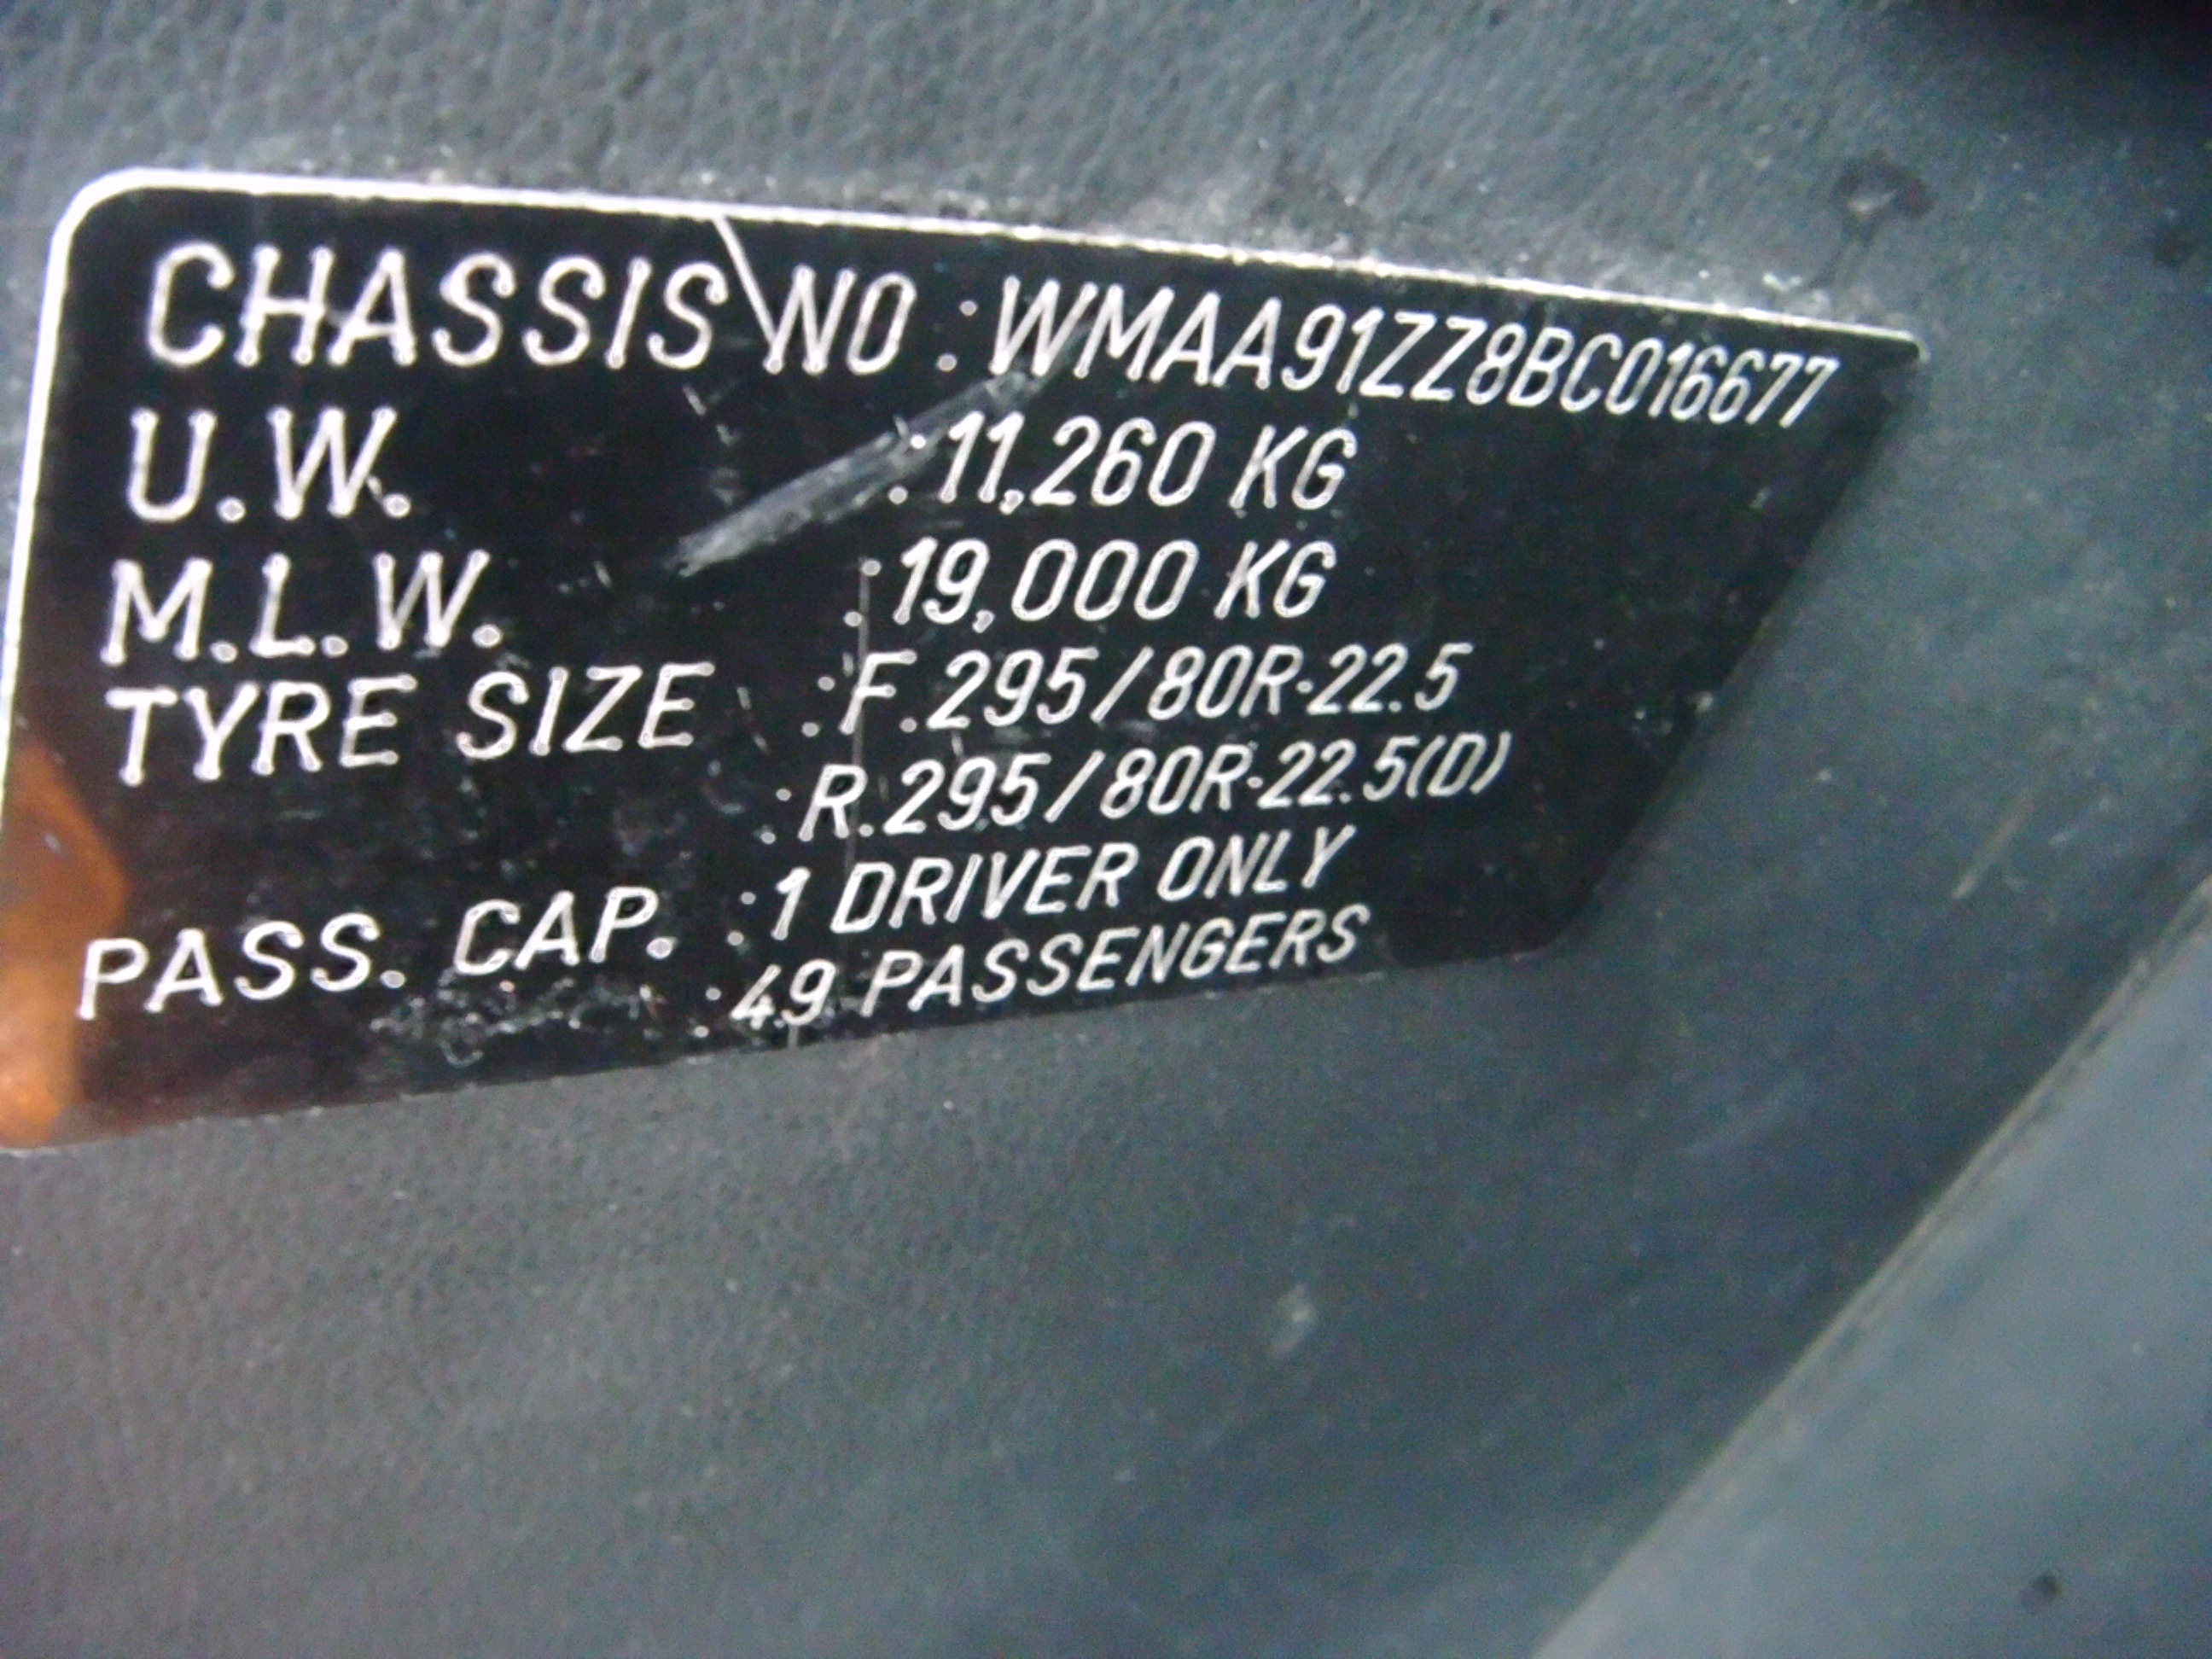 CHASSIS NO : WMAA91ZZ8BC016677
U.W. : 11,260 KG
M.L.W. : 19,000 KG
TYRE SIZE : F.295/80R-22.5
: R.295/80R-22.5(D)
PASS. CAP. : 1 DRIVER ONLY
: 49 PASSENGERS